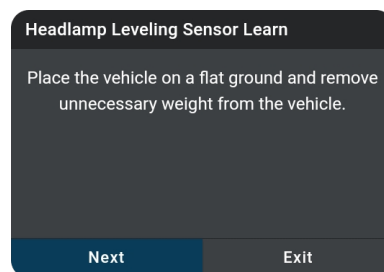 Headlamp Leveling Sensor Learn
Place the vehicle on a flat ground and remove
unnecessary weight from the vehicle.
Next
Exit